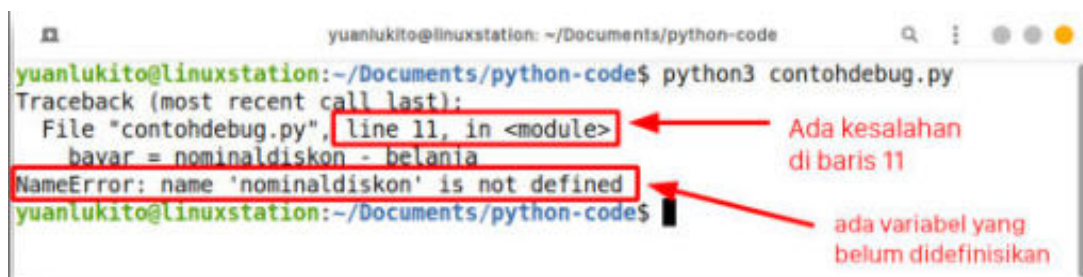 yuanlukito@linuxstation: ~/Documents/python-code
yuanlukito@linuxstation:~/Documents/python-code$ python3 contohdebug.py
Traceback (most recent call last):
File "contohdebug.py", line 11, in <module>
bayar = nominaldiskon - belanja
NameError: name 'nominaldiskon' is not defined
yuanlukito@linuxstation:~/Documents/python-code$
Ada kesalahan
di baris 11
ada variabel yang
belum didefinisikan